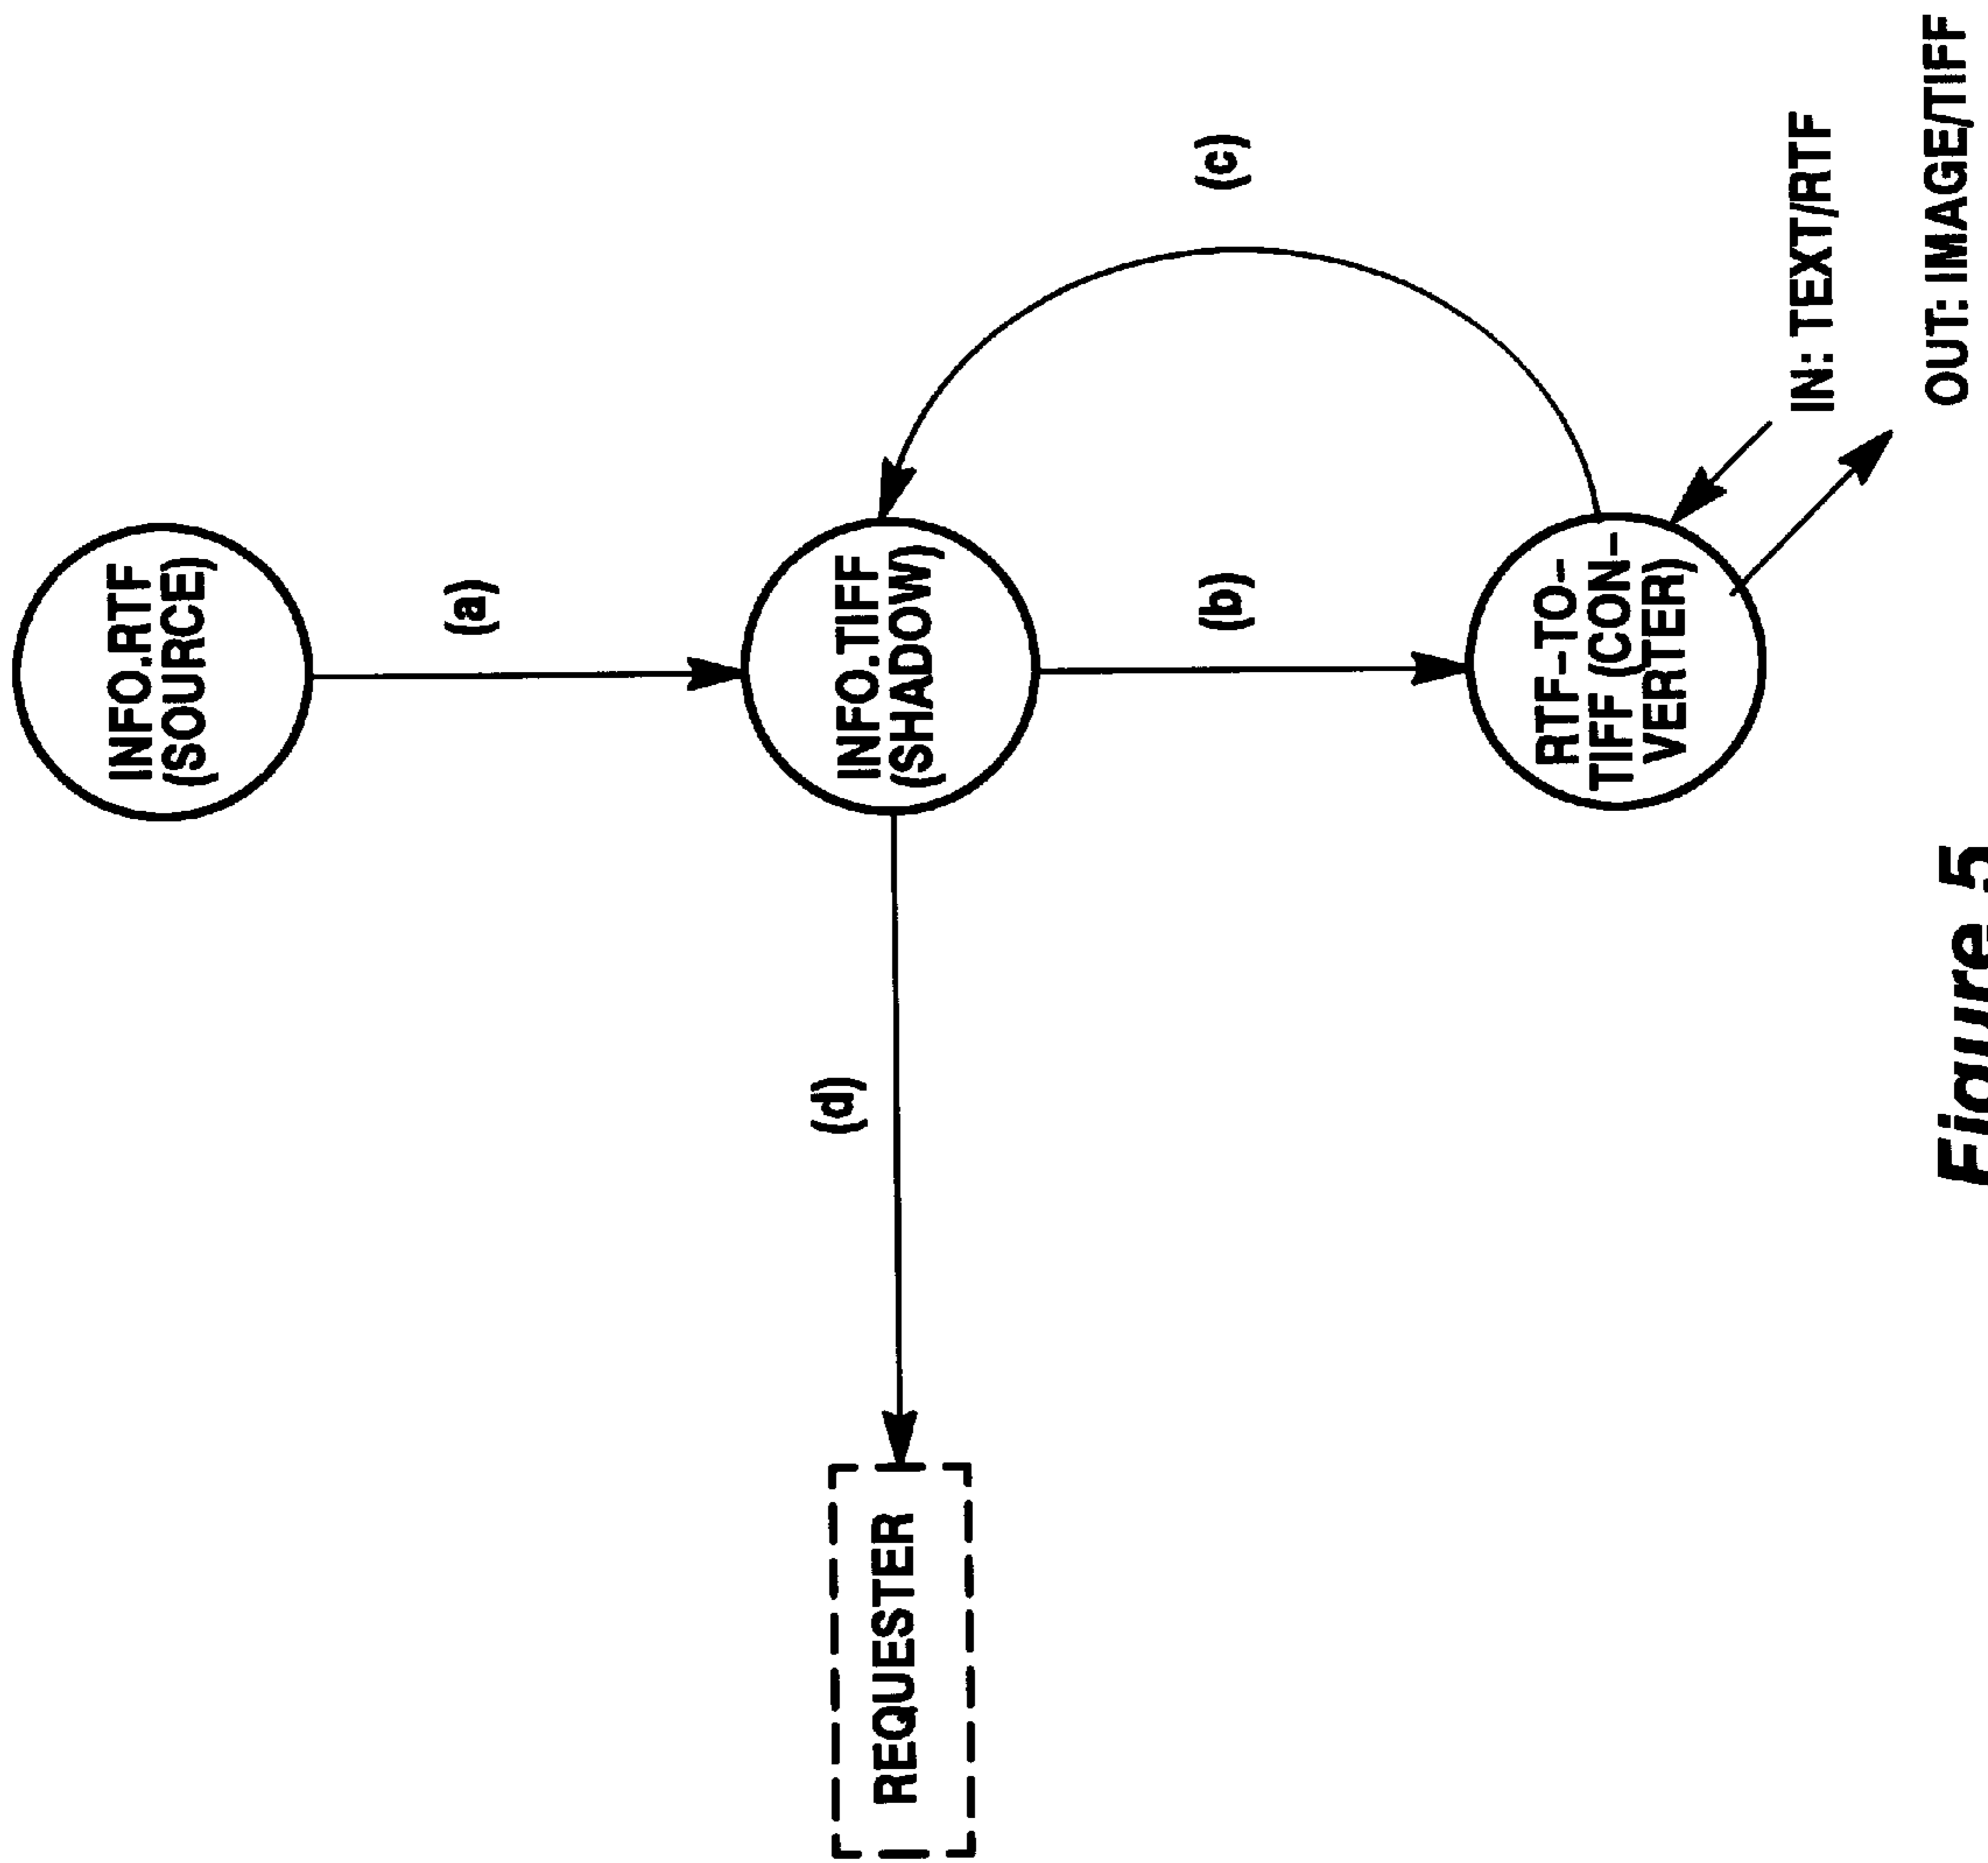 INFO.RTF
(SOURCE)
(a)
INFO.TIFF
(SHADOW)
(b)
(c)
RTF-TO-
TIFF (CON-
VERTER)
IN: TEXT/RTF
OUT: IMAGE/TIFF
(d)
REQUESTER
Figure 5